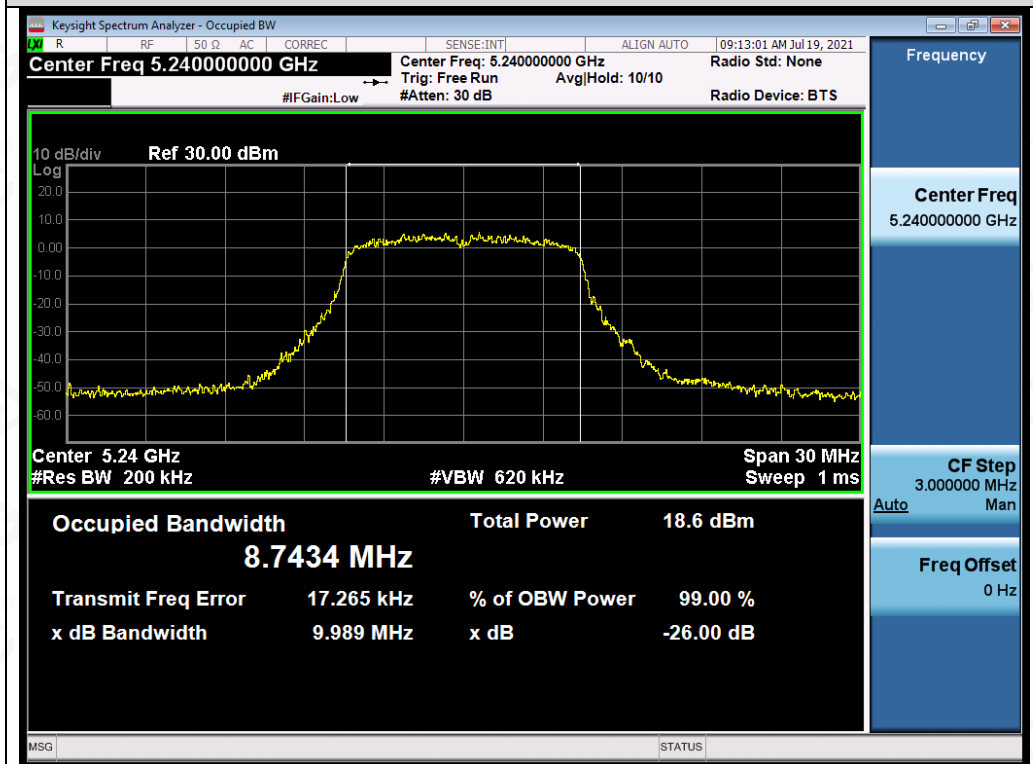 Keysight Spectrum Analyzer - Occupied BW
LXI R RF 50 Ω AC CORREC SENSE:INT ALIGN AUTO 09:13:01 AM Jul 19, 2021
Center Freq 5.240000000 GHz Center Freq: 5.240000000 GHz Radio Std: None
Trig: Free Run Avg|Hold: 10/10
#IFGain:Low #Atten: 30 dB Radio Device: BTS
Frequency
10 dB/div Ref 30.00 dBm
Log
20.0
10.0
0.00
-10.0
-20.0
-30.0
-40.0
-50.0
-60.0
Center 5.24 GHz Span 30 MHz
#Res BW 200 kHz #VBW 620 kHz Sweep 1 ms
Center Freq
5.240000000 GHz
CF Step
3.000000 MHz
Auto Man
Freq Offset
0 Hz
Occupied Bandwidth Total Power 18.6 dBm
8.7434 MHz
Transmit Freq Error 17.265 kHz % of OBW Power 99.00 %
x dB Bandwidth 9.989 MHz x dB -26.00 dB
MSG STATUS